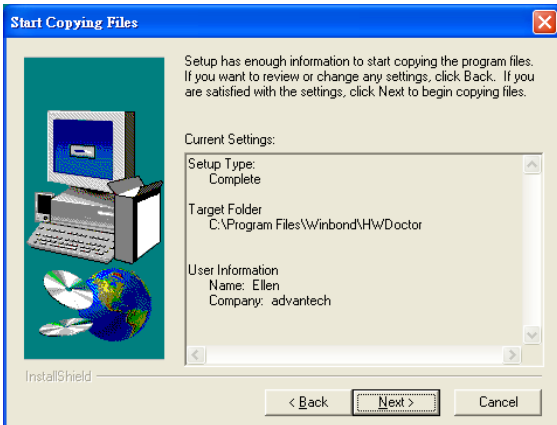 Start Copying Files
Setup has enough information to start copying the program files.
If you want to review or change any settings, click Back. If you
are satisfied with the settings, click Next to begin copying files.
Current Settings:
Setup Type:
Complete
Target Folder
C:\Program Files\Winbond\HWDoctor
User Information
Name: Ellen
Company: advantech
InstallShield
< Back
Next >
Cancel